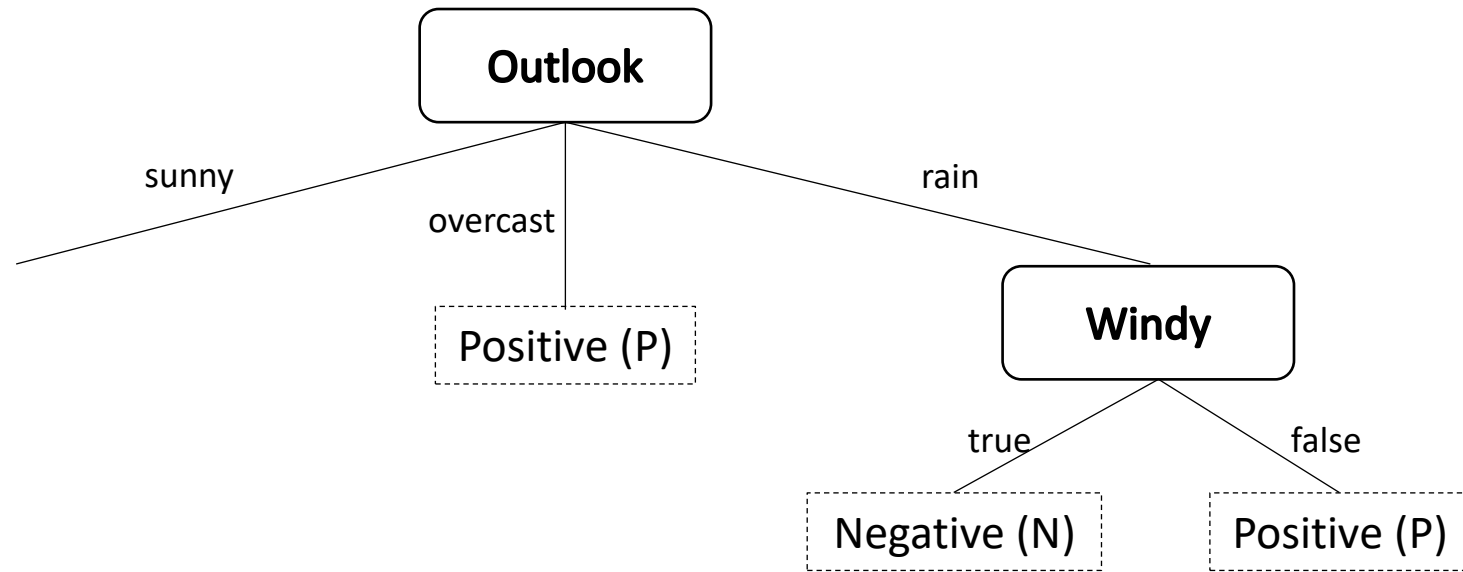 Outlook
sunny
overcast
rain
Positive (P)
Windy
true
false
Negative (N)
Positive (P)